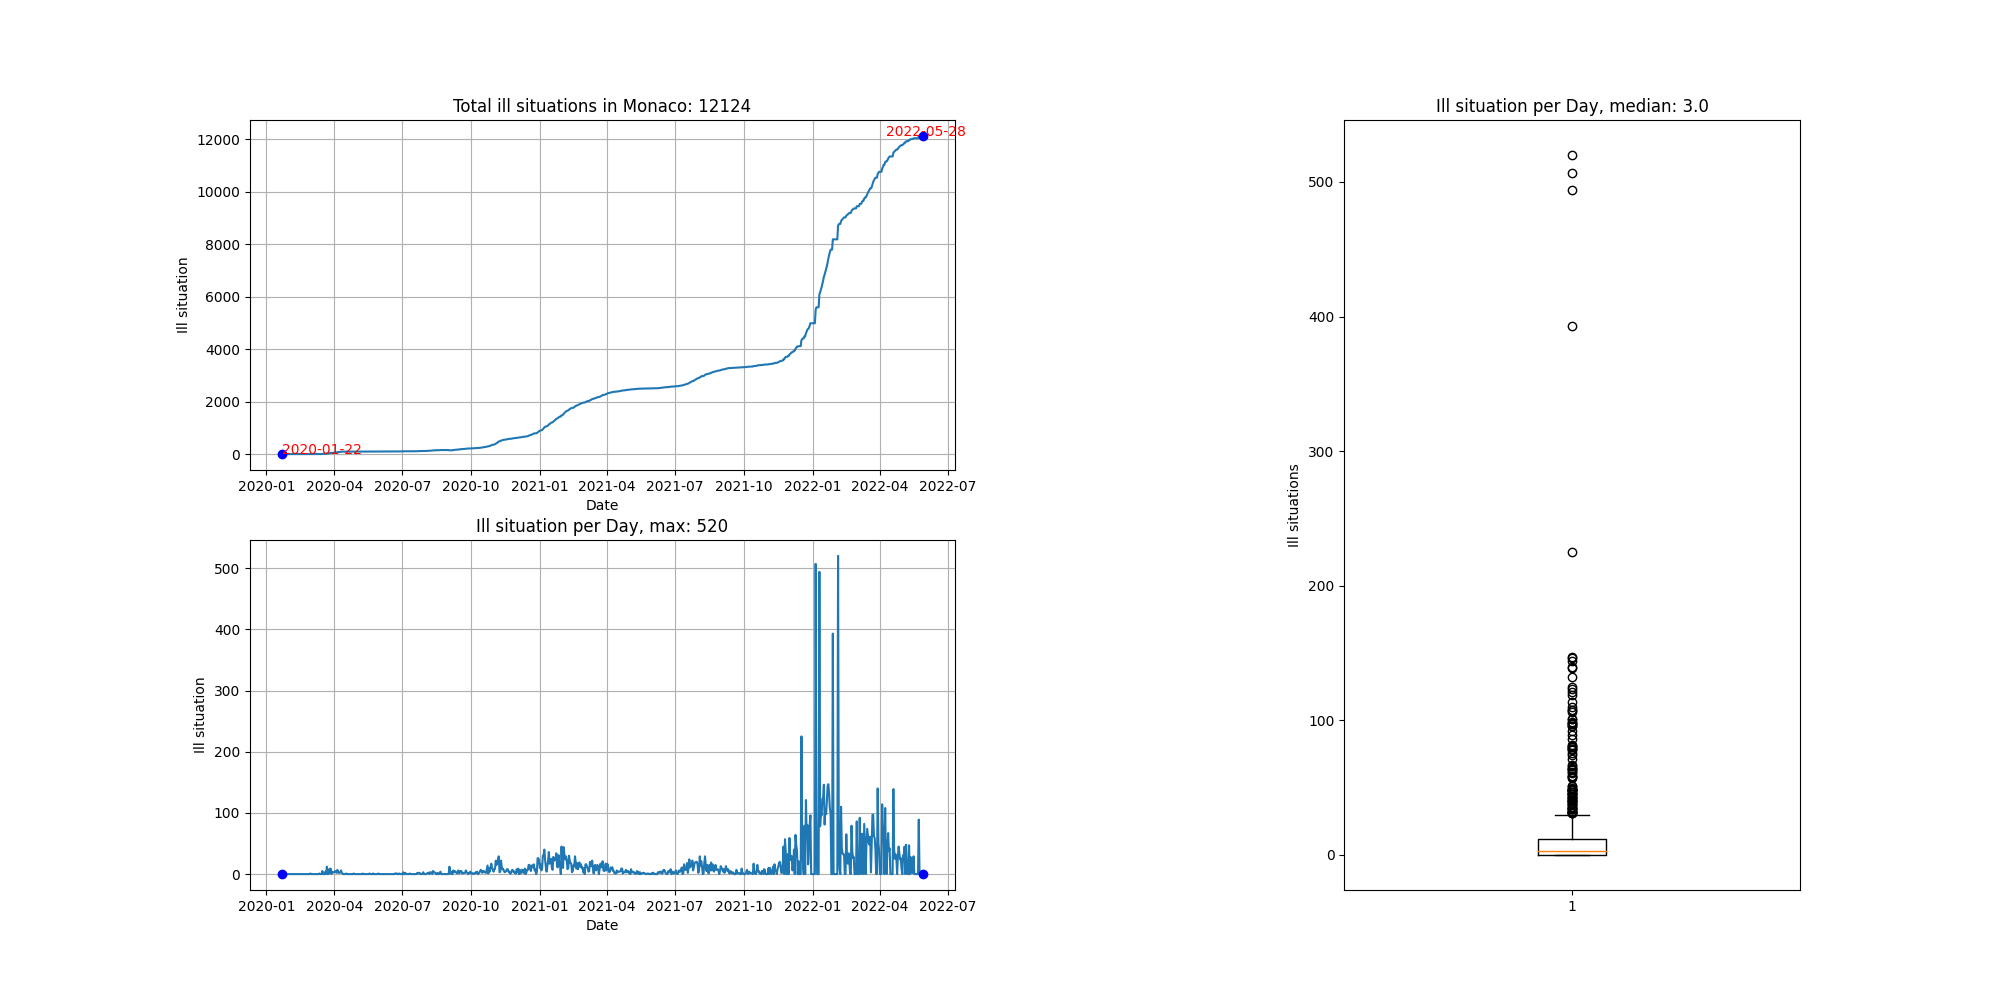 Total ill situations in Monaco: 12124
12000
10000
8000
6000
4000
2000
0
Ill situation
2020-01-22
2022-05-28
2020-01 2020-04 2020-07 2020-10 2021-01 2021-04 2021-07 2021-10 2022-01 2022-04 2022-07
Date
Ill situation per Day, max: 520
500
400
300
200
100
0
Ill situation
2020-01 2020-04 2020-07 2020-10 2021-01 2021-04 2021-07 2021-10 2022-01 2022-04 2022-07
Date
Ill situation per Day, median: 3.0
500
400
300
200
100
0
Ill situations
1